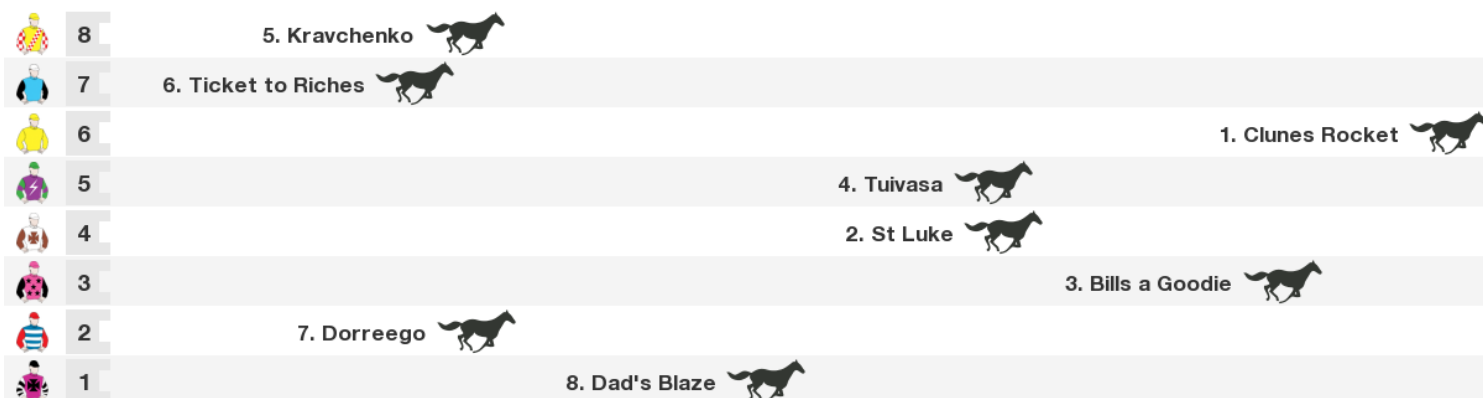 8 5. Kravchenko
7 6. Ticket to Riches
6 1. Clunes Rocket
5 4. Tuivasa
4 2. St Luke
3 3. Bills a Goodie
2 7. Dorreego
1 8. Dad's Blaze